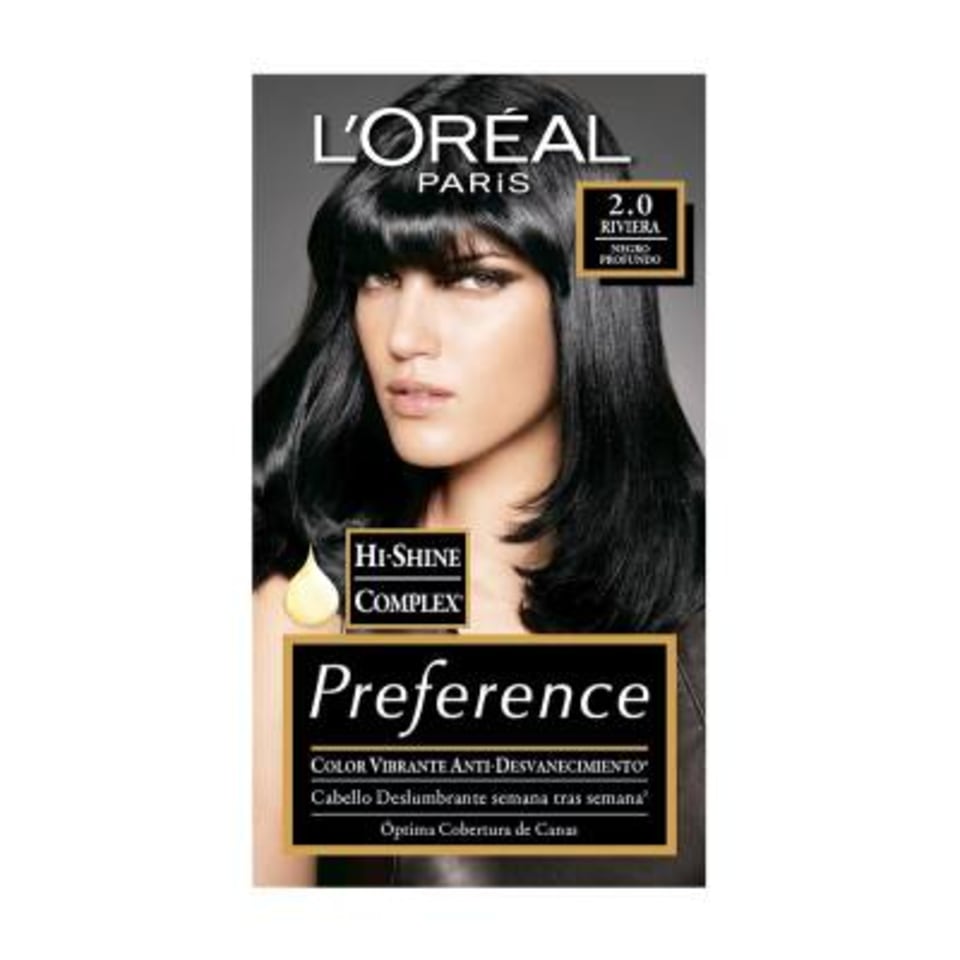 L'ORÉAL
PARiS
2.0
RIVIERA
NEGRO
PROFUNDO
HI-SHINE
COMPLEX*
Preference
COLOR VIBRANTE ANTI-DESVANECIMIENTO*
Cabello Deslumbrante semana tras semana²
Óptima Cobertura de Canas